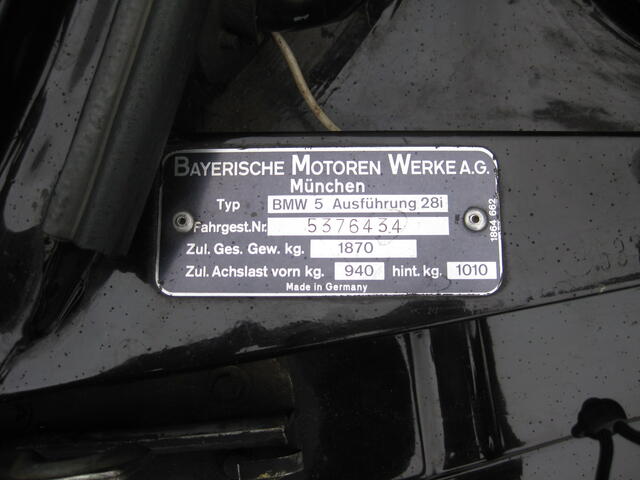 BAYERISCHE MOTOREN WERKE A.G.
München
Typ BMW 5 Ausführung 28i
Fahrgest.Nr. 5376434
Zul. Ges. Gew. kg. 1870
Zul. Achslast vorn kg. 940 hint. kg. 1010
Made in Germany
1864 662